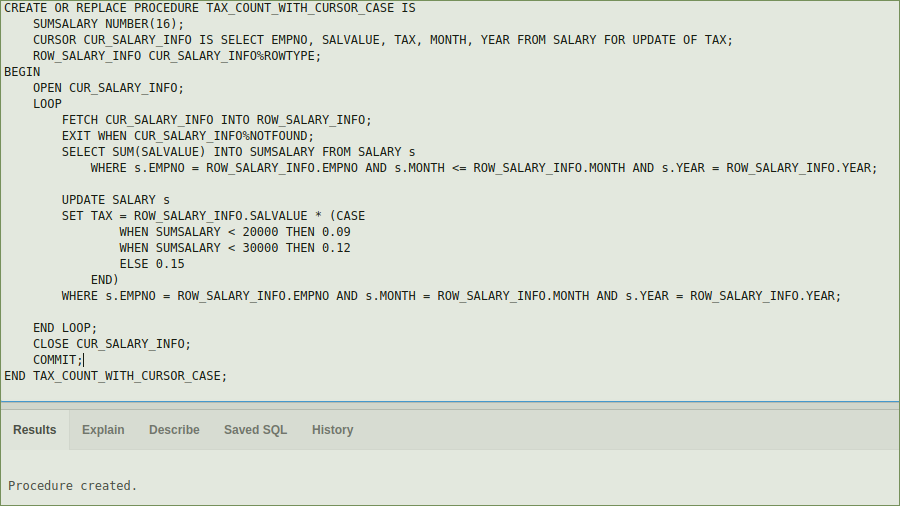 CREATE OR REPLACE PROCEDURE TAX_COUNT_WITH_CURSOR_CASE IS
    SUMSALARY NUMBER(16);
    CURSOR CUR_SALARY_INFO IS SELECT EMPNO, SALVALUE, TAX, MONTH, YEAR FROM SALARY FOR UPDATE OF TAX;
    ROW_SALARY_INFO CUR_SALARY_INFO%ROWTYPE;
BEGIN
    OPEN CUR_SALARY_INFO;
    LOOP
        FETCH CUR_SALARY_INFO INTO ROW_SALARY_INFO;
        EXIT WHEN CUR_SALARY_INFO%NOTFOUND;
        SELECT SUM(SALVALUE) INTO SUMSALARY FROM SALARY s
            WHERE s.EMPNO = ROW_SALARY_INFO.EMPNO AND s.MONTH <= ROW_SALARY_INFO.MONTH AND s.YEAR = ROW_SALARY_INFO.YEAR;
        UPDATE SALARY s
        SET TAX = ROW_SALARY_INFO.SALVALUE * (CASE
                WHEN SUMSALARY < 20000 THEN 0.09
                WHEN SUMSALARY < 30000 THEN 0.12
                ELSE 0.15
            END)
        WHERE s.EMPNO = ROW_SALARY_INFO.EMPNO AND s.MONTH = ROW_SALARY_INFO.MONTH AND s.YEAR = ROW_SALARY_INFO.YEAR;
    END LOOP;
    CLOSE CUR_SALARY_INFO;
    COMMIT;
END TAX_COUNT_WITH_CURSOR_CASE;
Results Explain Describe Saved SQL History
Procedure created.